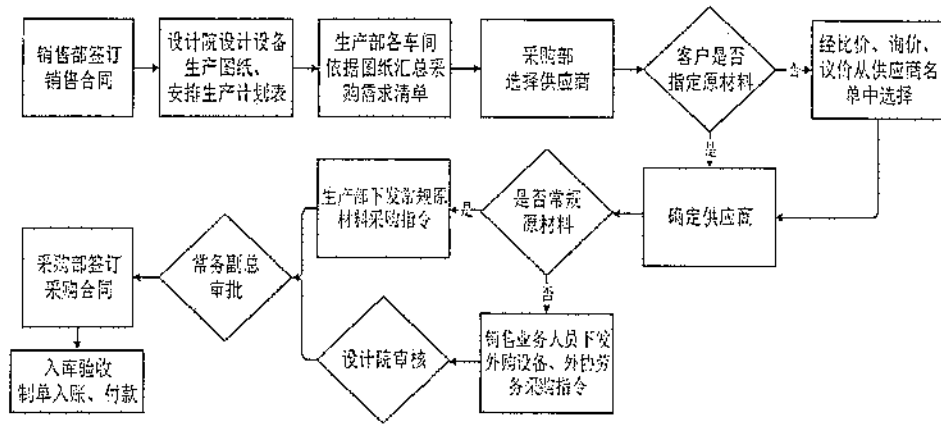 销售部签订
销售合同
设计院设计设备
生产图纸、
安排生产计划表
生产部各车间
依据图纸汇总采
购需求清单
采购部
选择供应商
客户是否
指定原材料
否
经比价、询价、
议价从供应商名
单中选择
是
确定供应商
是否常规
原材料
是
生产部下发常规原
材料采购指令
否
销售业务人员下发
外购设备、外协劳
务采购指令
设计院审核
常务副总
审批
采购部签订
采购合同
入库验收
制单入账、付款